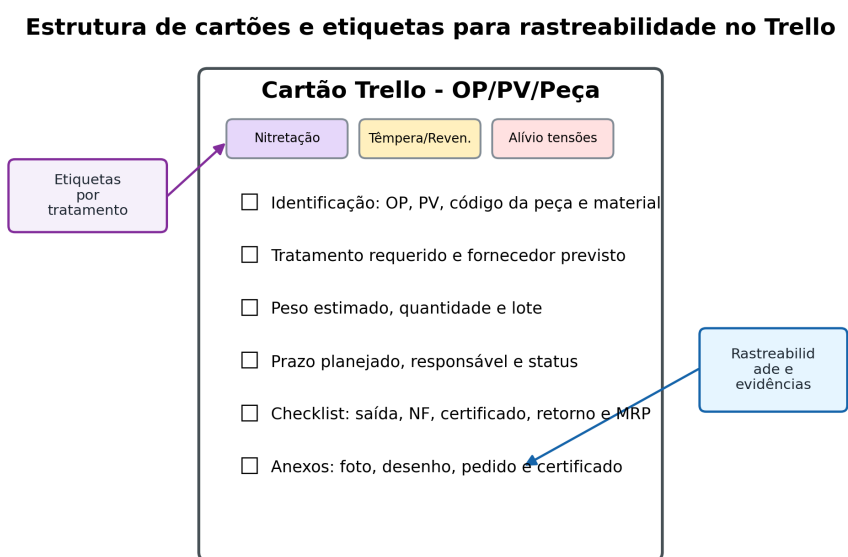 Estrutura de cartões e etiquetas para rastreabilidade no Trello
Cartão Trello - OP/PV/Peça
Nitretação
Têmpera/Reven.
Alívio tensões
Etiquetas
por
tratamento
Identificação: OP, PV, código da peça e material
Tratamento requerido e fornecedor previsto
Peso estimado, quantidade e lote
Prazo planejado, responsável e status
Rastreabilid
ade e
evidências
Checklist: saída, NF, certificado, retorno e MRP
Anexos: foto, desenho, pedido e certificado